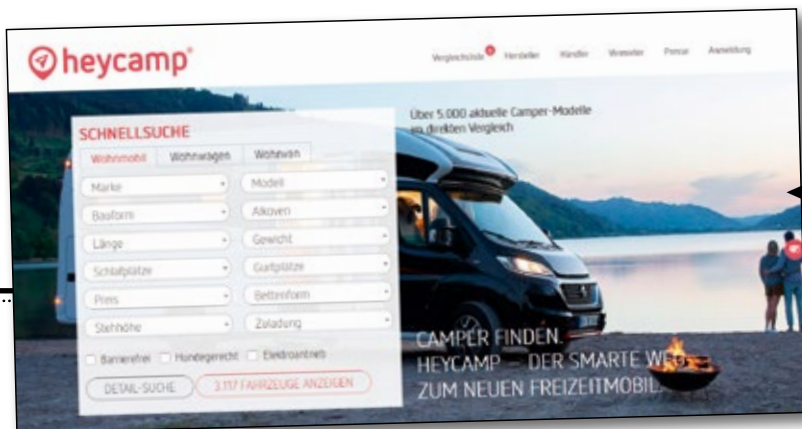 heycamp®
Vergleichsliste 0 Hersteller Händler Vermieter Presse Anmeldung
Über 5.000 aktuelle Camper-Modelle
im direkten Vergleich
SCHNELLSUCHE
Wohnmobil Wohnwagen Wohnvan
Marke Modell
Bauform Alkoven
Länge Gewicht
Schlafplätze Gurtplätze
Preis Bettenform
Stehhöhe Zuladung
Barrierefrei Hundegerecht Elektroantrieb
DETAIL-SUCHE 3.117 FAHRZEUGE ANZEIGEN
CAMPER FINDEN.
HEYCAMP – DER SMARTE WEG
ZUM NEUEN FREIZEITMOBIL.